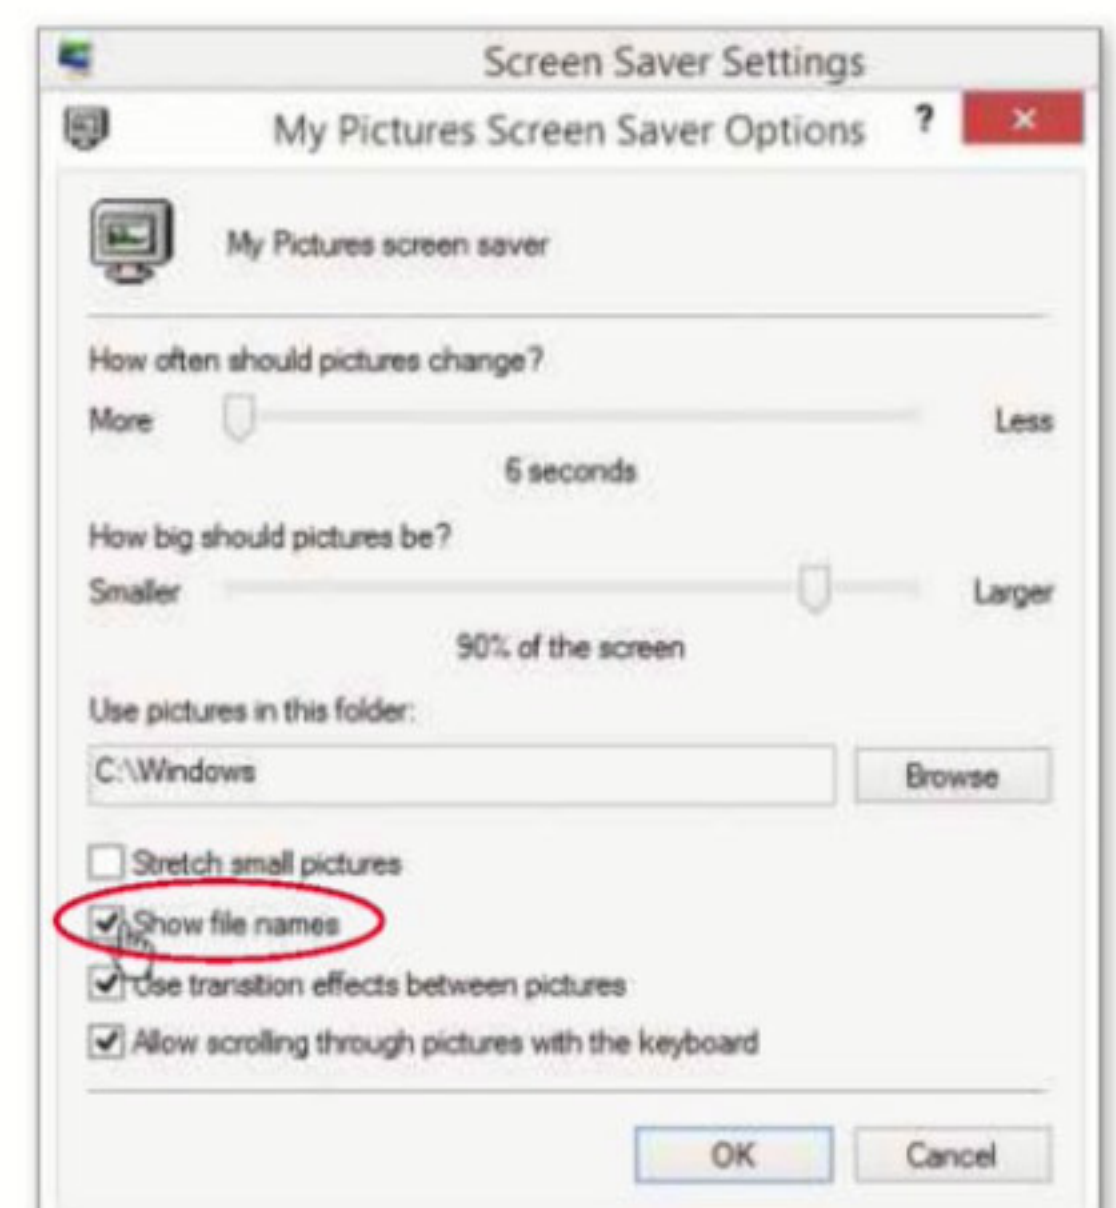 Screen Saver Settings
My Pictures Screen Saver Options ?
My Pictures screen saver
How often should pictures change?
More Less
6 seconds
How big should pictures be?
Smaller Larger
90% of the screen
Use pictures in this folder:
C:\Windows Browse
Stretch small pictures
Show file names
Use transition effects between pictures
Allow scrolling through pictures with the keyboard
OK Cancel